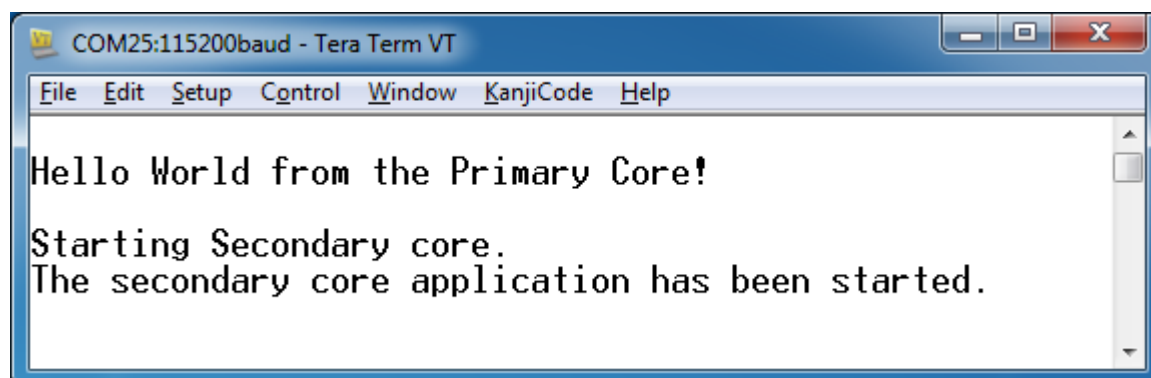 COM25:115200baud - Tera Term VT
File Edit Setup Control Window KanjiCode Help
Hello World from the Primary Core!
Starting Secondary core.
The secondary core application has been started.